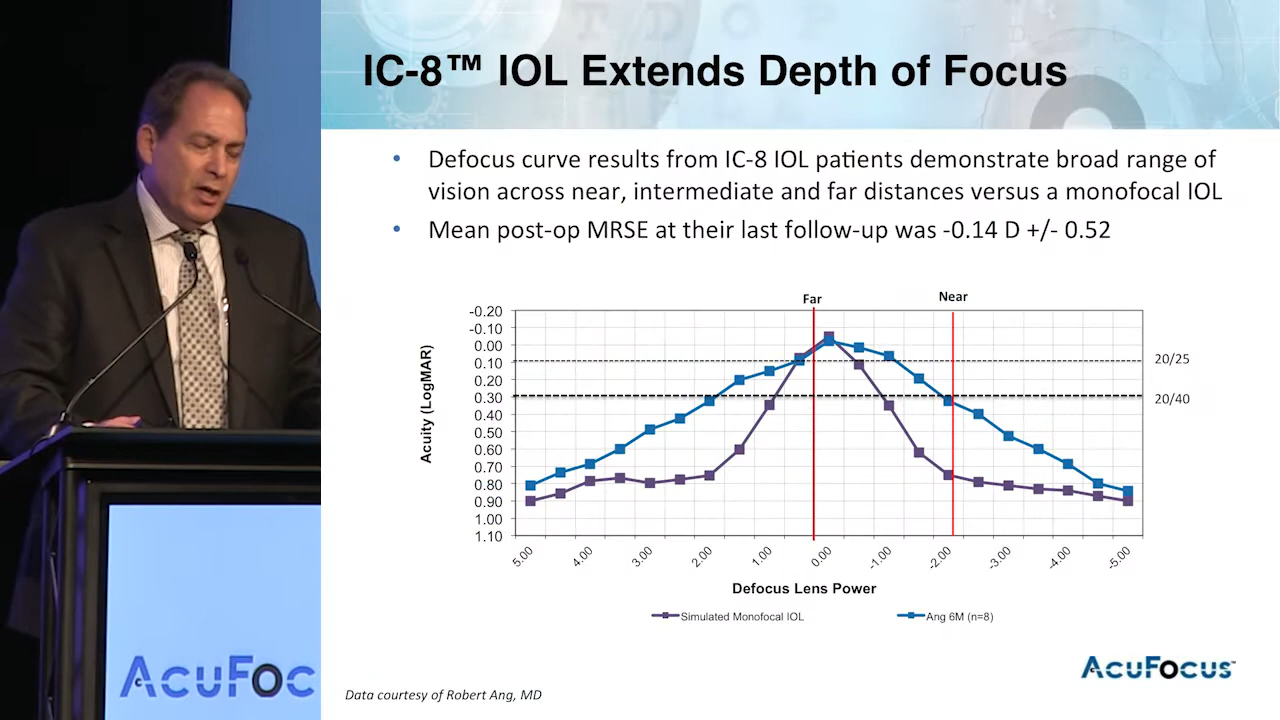 IC-8™ IOL Extends Depth of Focus
• Defocus curve results from IC-8 IOL patients demonstrate broad range of
vision across near, intermediate and far distances versus a monofocal IOL
• Mean post-op MRSE at their last follow-up was -0.14 D +/- 0.52
Far
Near
Acuity (LogMAR)
-0.20
-0.10
0.00
0.10
0.20
0.30
0.40
0.50
0.60
0.70
0.80
0.90
1.00
1.10
20/25
20/40
5.00 4.00 3.00 2.00 1.00 0.00 -1.00 -2.00 -3.00 -4.00 -5.00
Defocus Lens Power
Simulated Monofocal IOL
Ang 6M (n=8)
AcuFocus™
Data courtesy of Robert Ang, MD
AcuFoc